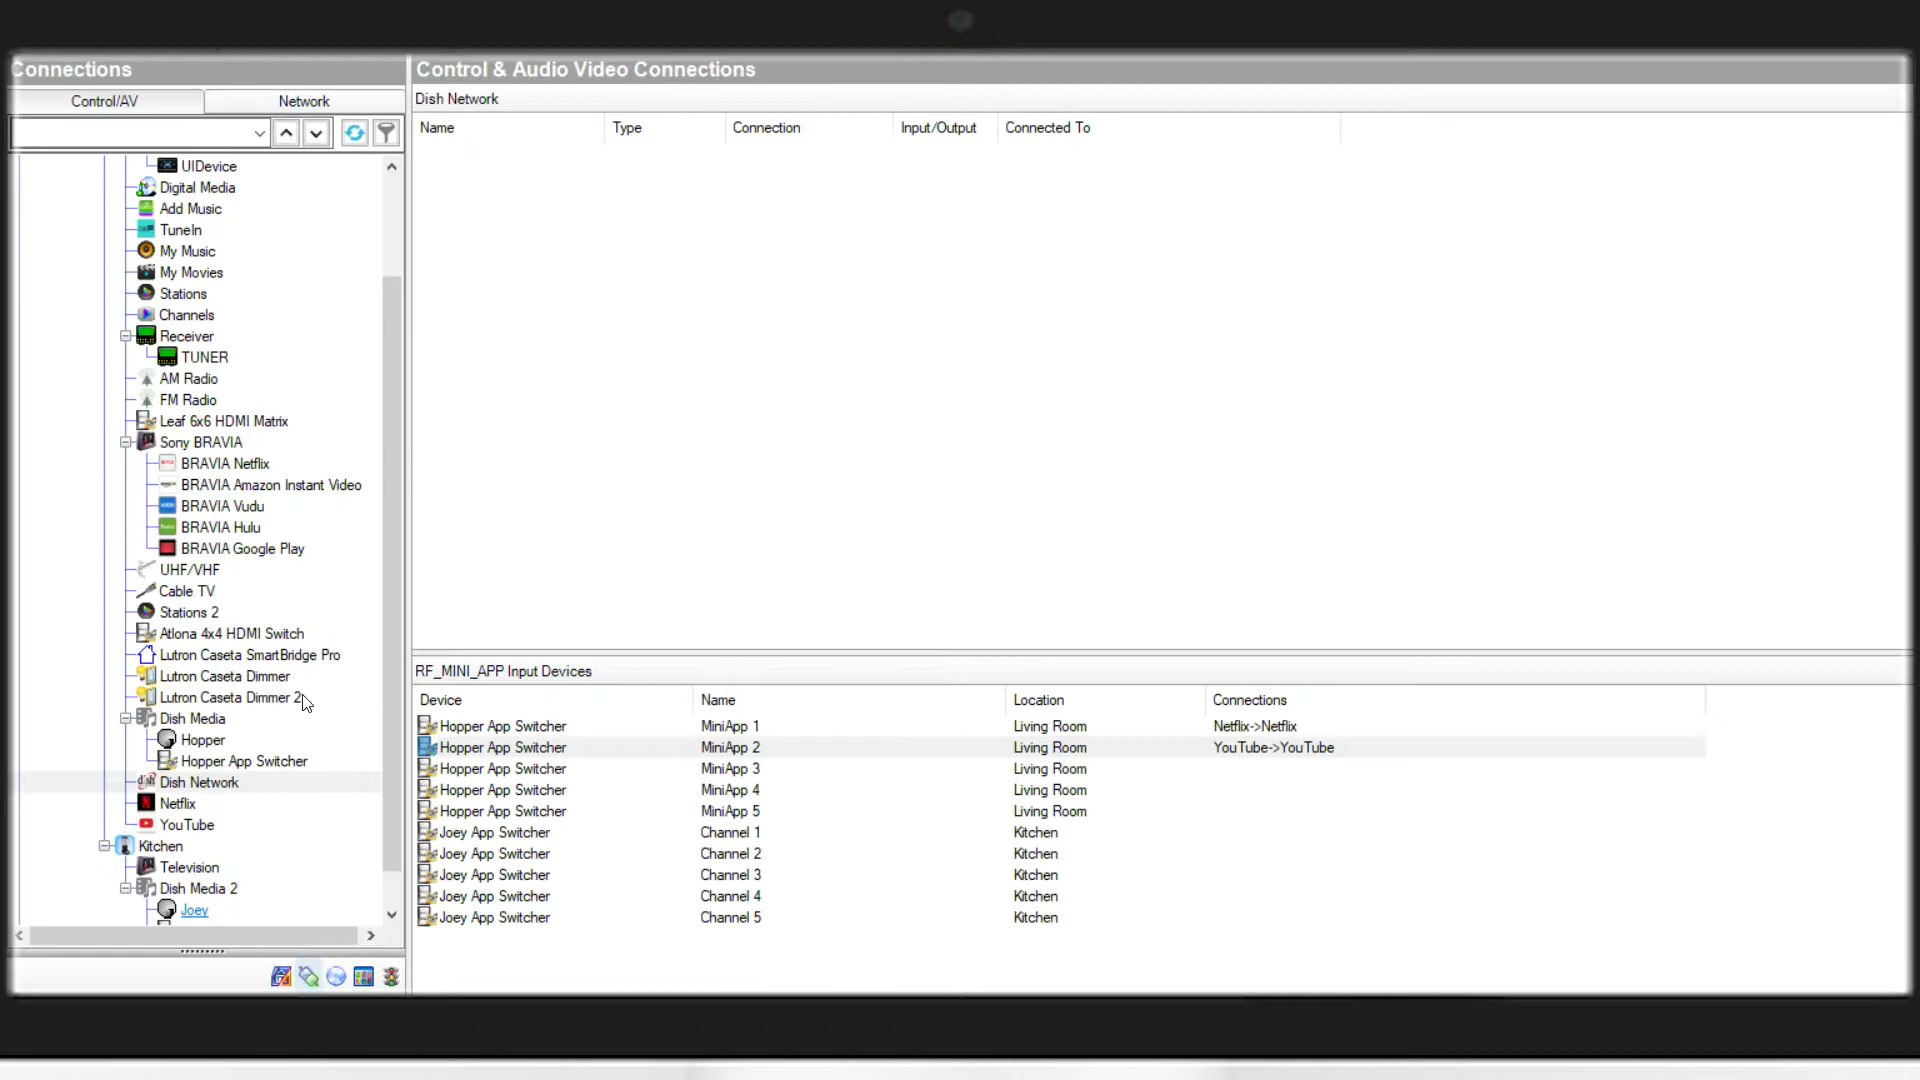 Connections
Control/AV
Network
UIDevice
Digital Media
Add Music
TuneIn
My Music
My Movies
Stations
Channels
Receiver
TUNER
AM Radio
FM Radio
Leaf 6x6 HDMI Matrix
Sony BRAVIA
BRAVIA Netflix
BRAVIA Amazon Instant Video
BRAVIA Vudu
BRAVIA Hulu
BRAVIA Google Play
UHF/VHF
Cable TV
Stations 2
Atlona 4x4 HDMI Switch
Lutron Caseta SmartBridge Pro
Lutron Caseta Dimmer
Lutron Caseta Dimmer 2
Dish Media
Hopper
Hopper App Switcher
dish Dish Network
Netflix
YouTube
Kitchen
Television
Dish Media 2
Joey
Control & Audio Video Connections
Dish Network
Name Type Connection Input/Output Connected To
RF_MINI_APP Input Devices
Device Name Location Connections
Hopper App Switcher MiniApp 1 Living Room Netflix->Netflix
Hopper App Switcher MiniApp 2 Living Room YouTube->YouTube
Hopper App Switcher MiniApp 3 Living Room
Hopper App Switcher MiniApp 4 Living Room
Hopper App Switcher MiniApp 5 Living Room
Joey App Switcher Channel 1 Kitchen
Joey App Switcher Channel 2 Kitchen
Joey App Switcher Channel 3 Kitchen
Joey App Switcher Channel 4 Kitchen
Joey App Switcher Channel 5 Kitchen